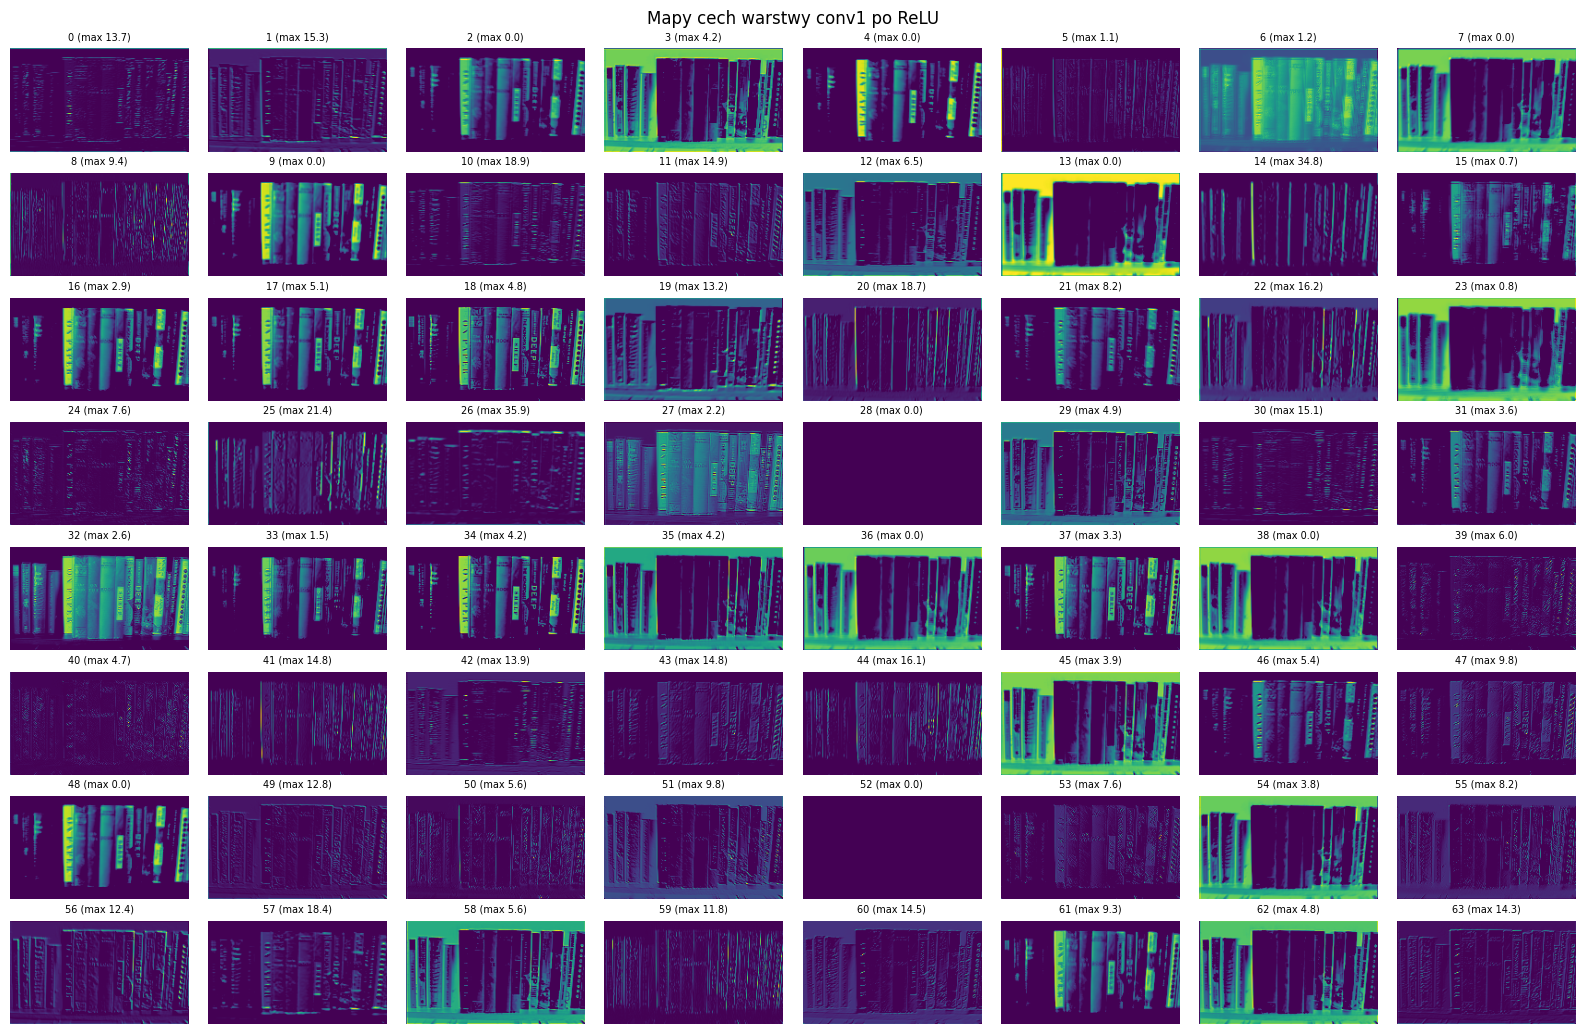 Mapy cech warstwy conv1 po ReLU
0 (max 13.7) 1 (max 15.3) 2 (max 0.0) 3 (max 4.2) 4 (max 0.0) 5 (max 1.1) 6 (max 1.2) 7 (max 0.0)
8 (max 9.4) 9 (max 0.0) 10 (max 18.9) 11 (max 14.9) 12 (max 6.5) 13 (max 0.0) 14 (max 34.8) 15 (max 0.7)
16 (max 2.9) 17 (max 5.1) 18 (max 4.8) 19 (max 13.2) 20 (max 18.7) 21 (max 8.2) 22 (max 16.2) 23 (max 0.8)
24 (max 7.6) 25 (max 21.4) 26 (max 35.9) 27 (max 2.2) 28 (max 0.0) 29 (max 4.9) 30 (max 15.1) 31 (max 3.6)
32 (max 2.6) 33 (max 1.5) 34 (max 4.2) 35 (max 4.2) 36 (max 0.0) 37 (max 3.3) 38 (max 0.0) 39 (max 6.0)
40 (max 4.7) 41 (max 14.8) 42 (max 13.9) 43 (max 14.8) 44 (max 16.1) 45 (max 3.9) 46 (max 5.4) 47 (max 9.8)
48 (max 0.0) 49 (max 12.8) 50 (max 5.6) 51 (max 9.8) 52 (max 0.0) 53 (max 7.6) 54 (max 3.8) 55 (max 8.2)
56 (max 12.4) 57 (max 18.4) 58 (max 5.6) 59 (max 11.8) 60 (max 14.5) 61 (max 9.3) 62 (max 4.8) 63 (max 14.3)